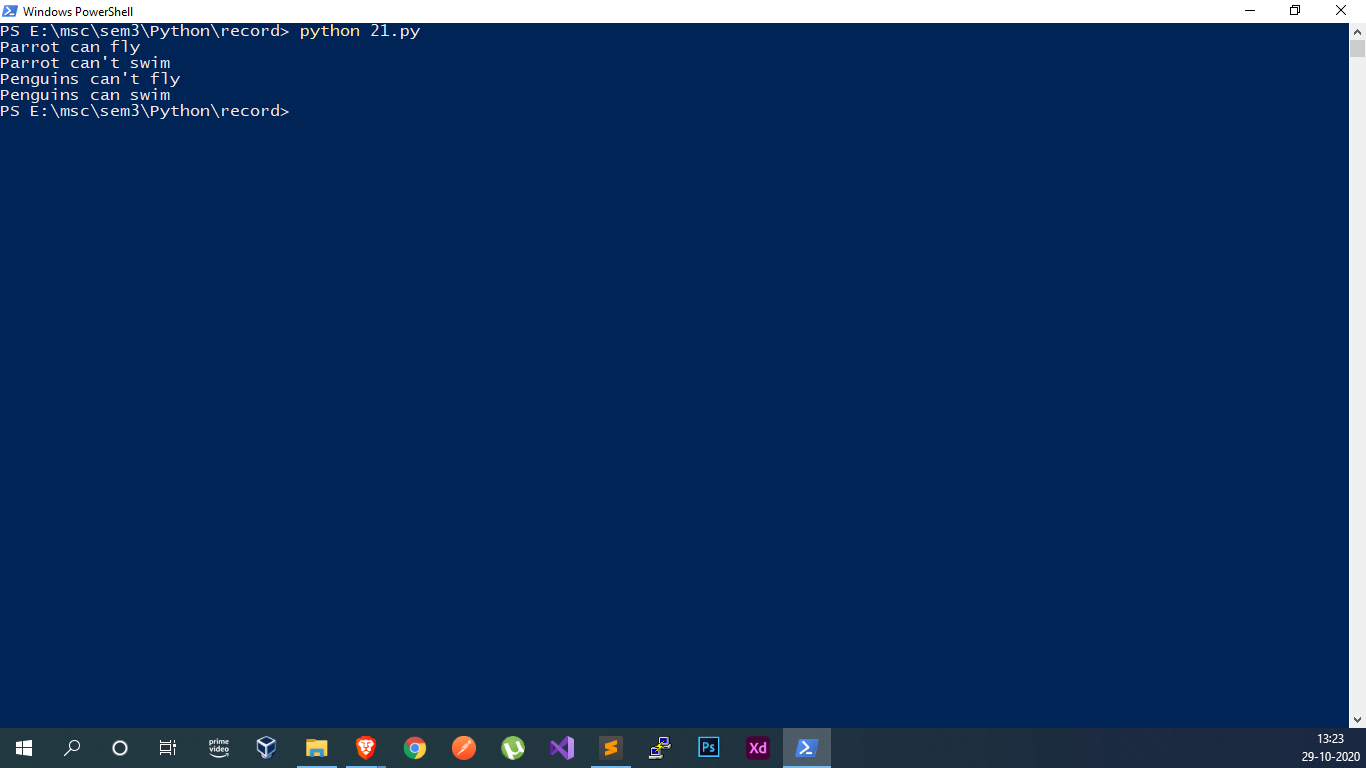 Windows PowerShell
PS E:\msc\sem3\Python\record> python 21.py
Parrot can fly
Parrot can't swim
Penguins can't fly
Penguins can swim
PS E:\msc\sem3\Python\record>
prime video
Ps
Xd
13:23
29-10-2020